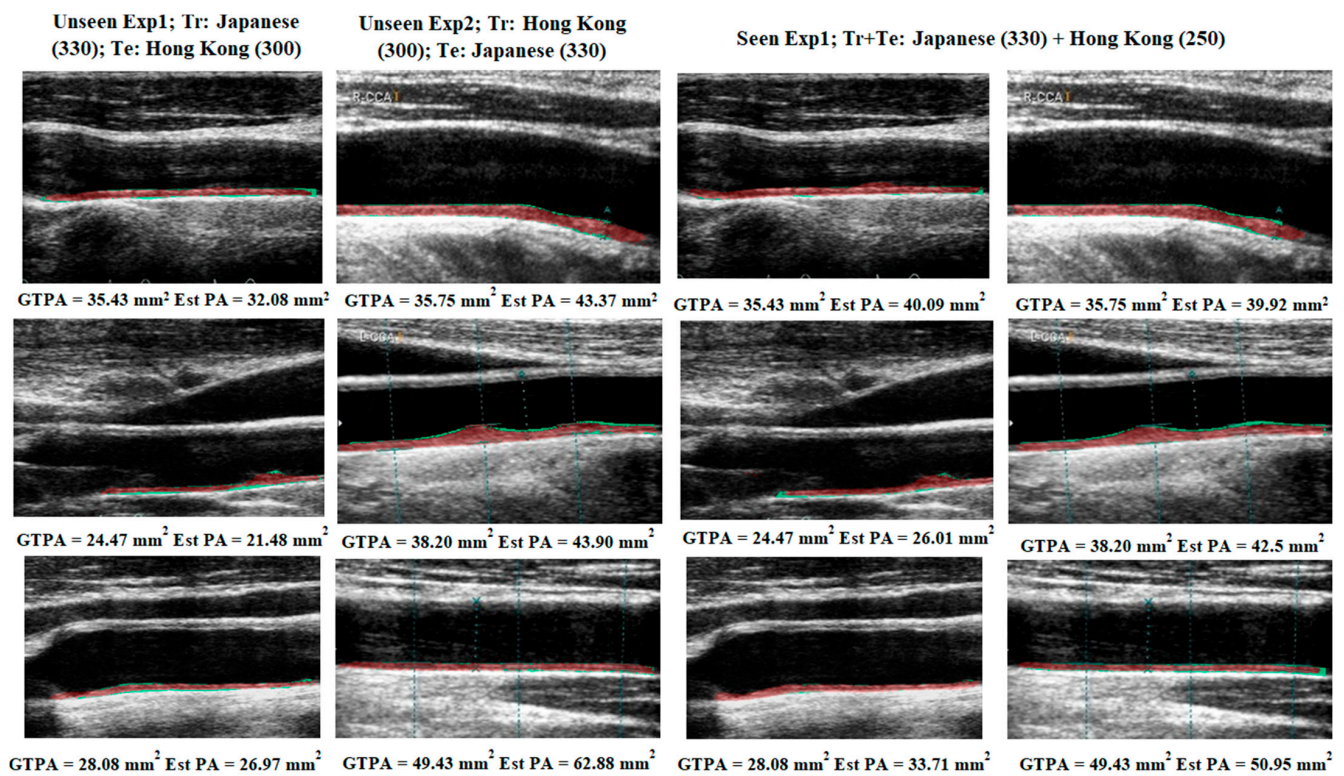 Unseen Exp1; Tr: Japanese
(330); Te: Hong Kong (300)
Unseen Exp2; Tr: Hong Kong
(300); Te: Japanese (330)
Seen Exp1; Tr+Te: Japanese (330) + Hong Kong (250)
R-CCA T
R-CCA T
A
A
GTPA = 35.43 mm² Est PA = 32.08 mm²
GTPA = 35.75 mm² Est PA = 43.37 mm²
GTPA = 35.43 mm² Est PA = 40.09 mm²
GTPA = 35.75 mm² Est PA = 39.92 mm²
GTPA = 24.47 mm² Est PA = 21.48 mm²
GTPA = 38.20 mm² Est PA = 43.90 mm²
GTPA = 24.47 mm² Est PA = 26.01 mm²
GTPA = 38.20 mm² Est PA = 42.5 mm²
GTPA = 28.08 mm² Est PA = 26.97 mm²
GTPA = 49.43 mm² Est PA = 62.88 mm²
GTPA = 28.08 mm² Est PA = 33.71 mm²
GTPA = 49.43 mm² Est PA = 50.95 mm²